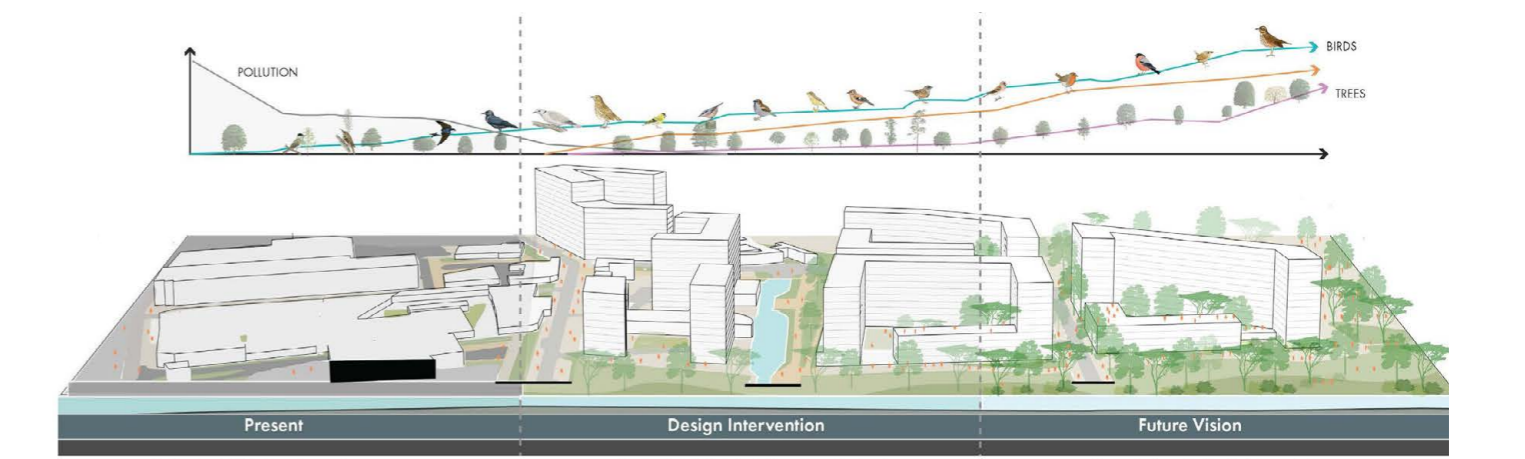 BIRDS
POLLUTION
TREES
Present
Design Intervention
Future Vision